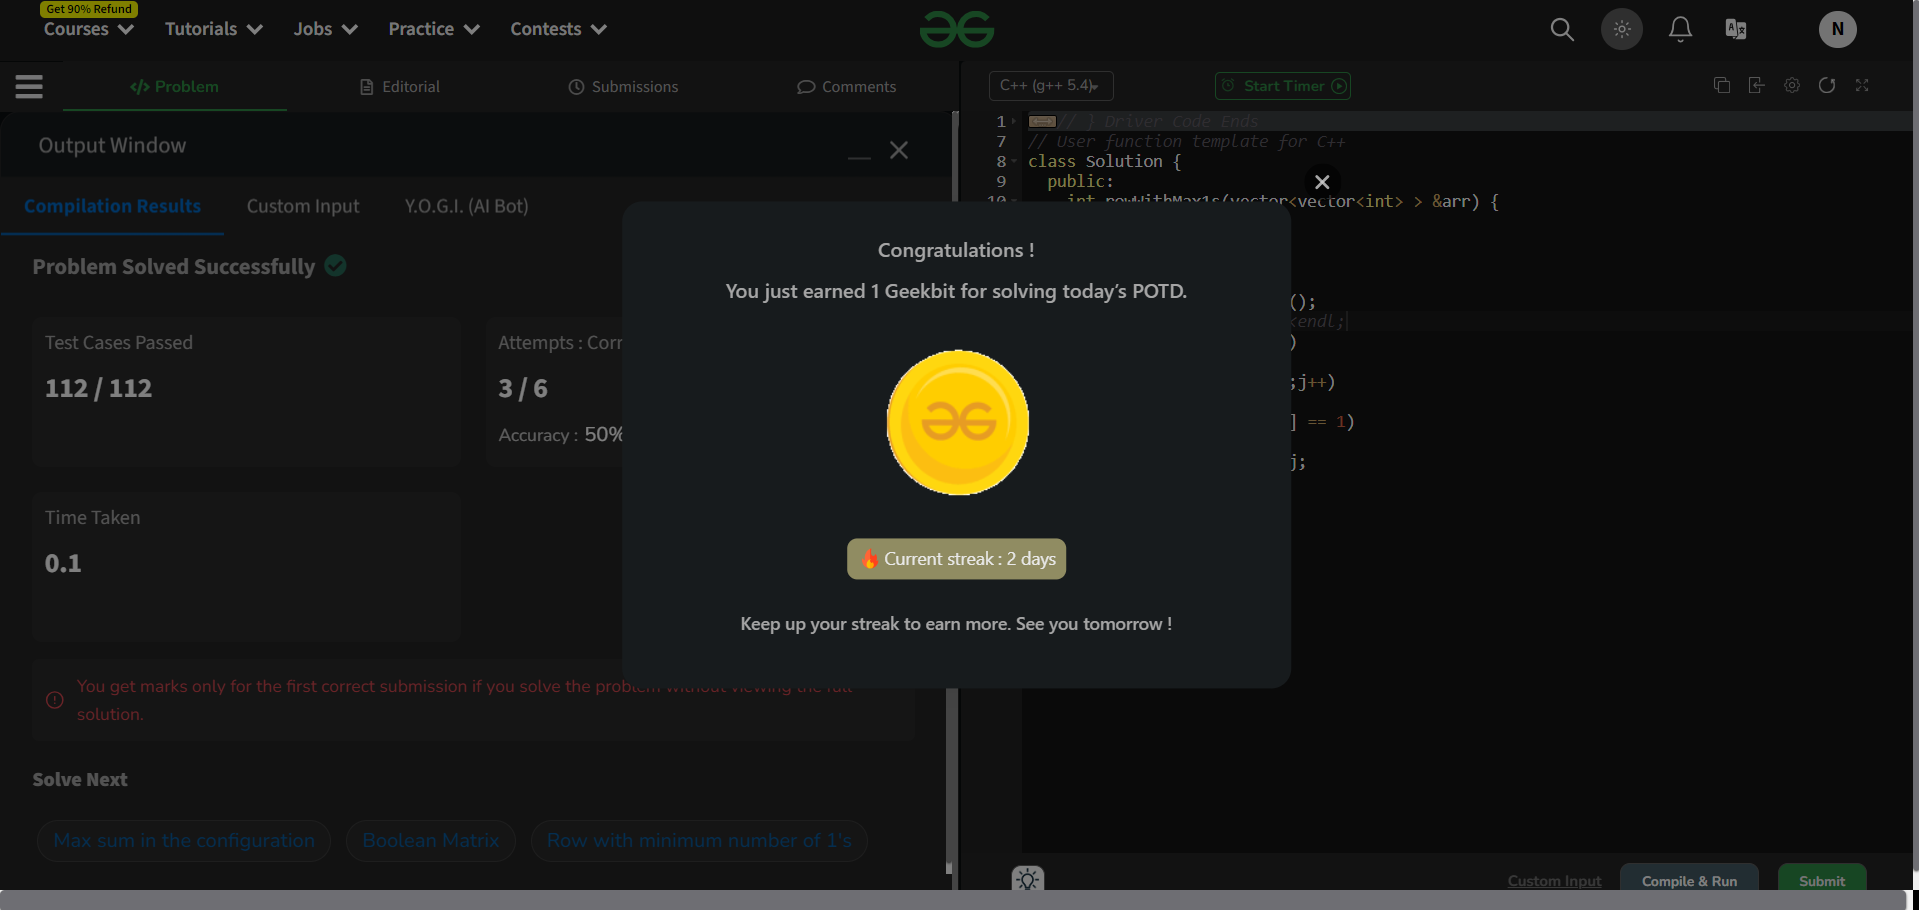 Get 90% Refund
Courses Tutorials Jobs Practice Contests
N
</> Problem Editorial Submissions Comments
C++ (g++ 5.4) Start Timer
Output Window
Compilation Results Custom Input Y.O.G.I. (AI Bot)
Problem Solved Successfully
Test Cases Passed
112 / 112
Attempts : Corr
3 / 6
Accuracy : 50%
Time Taken
0.1
You get marks only for the first correct submission if you solve the problem without viewing the full
solution.
Solve Next
Max sum in the configuration Boolean Matrix Row with minimum number of 1's
1 // } Driver Code Ends
7 // User function template for C++
8 class Solution {
9 public:
10 int rowWithMax1s(vector<vector<int> > &arr) {
();
<endl;
)
;j++)
] == 1)
j;
Congratulations !
You just earned 1 Geekbit for solving today's POTD.
🔥 Current streak : 2 days
Keep up your streak to earn more. See you tomorrow !
Custom Input Compile & Run Submit